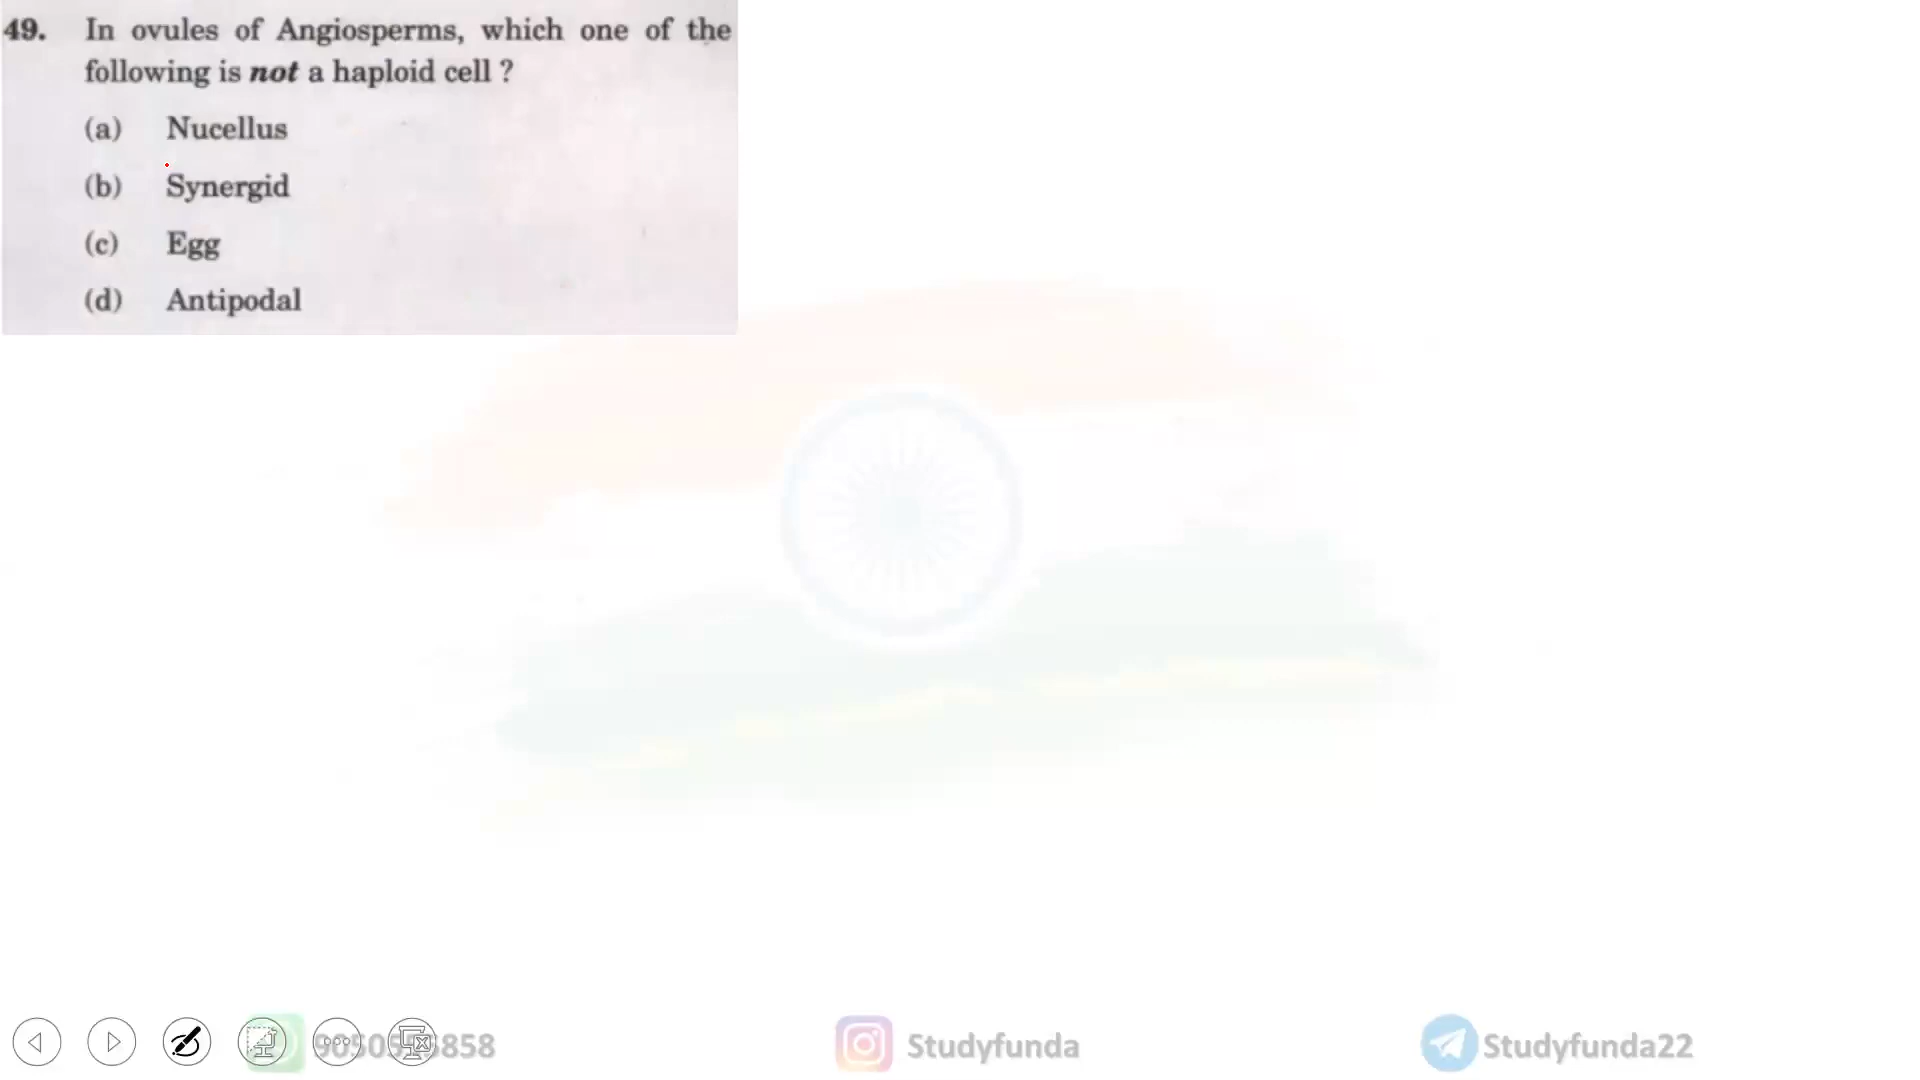 49. In ovules of Angiosperms, which one of the
following is not a haploid cell ?
(a) Nucellus
(b) Synergid
(c) Egg
(d) Antipodal
Studyfunda
Studyfunda22